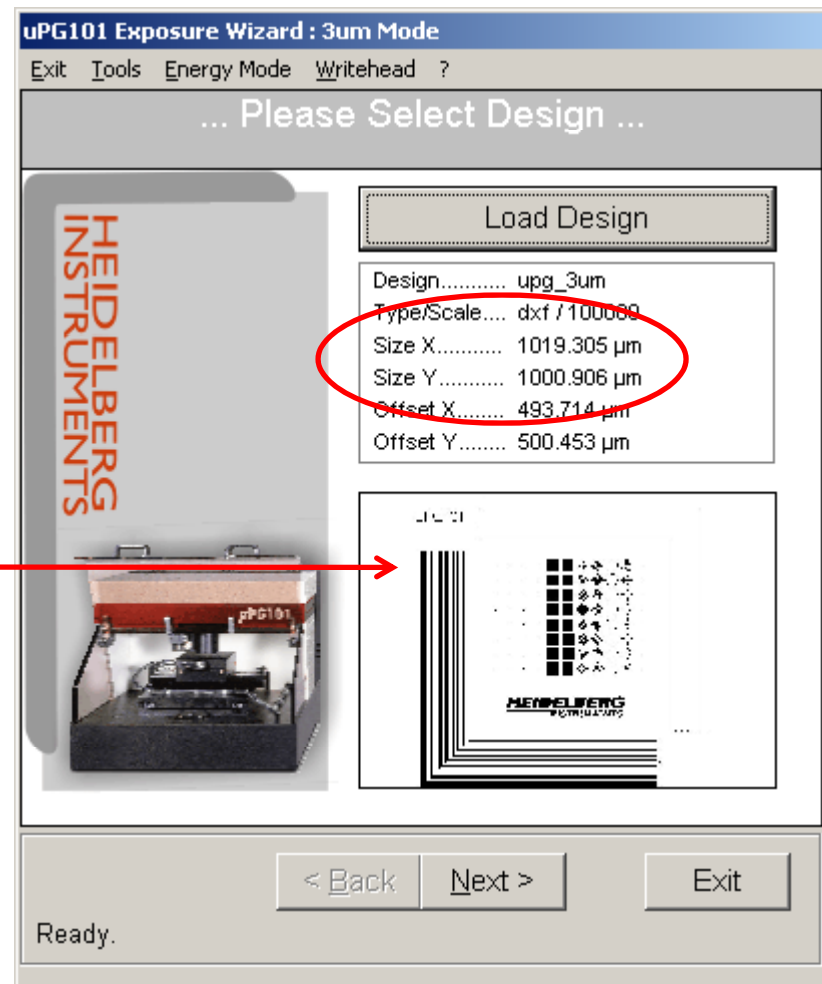 uPG101 Exposure Wizard : 3um Mode
Exit Tools Energy Mode Writehead ?
... Please Select Design ...
HEIDELBERG
INSTRUMENTS
Load Design
Design........... upg_3um
Type/Scale.... dxf / 100000
Size X........... 1019.305 µm
Size Y........... 1000.906 µm
Offset X........ 493.714 µm
Offset Y........ 500.453 µm
µPG101
HEIDELBERG
< Back Next > Exit
Ready.